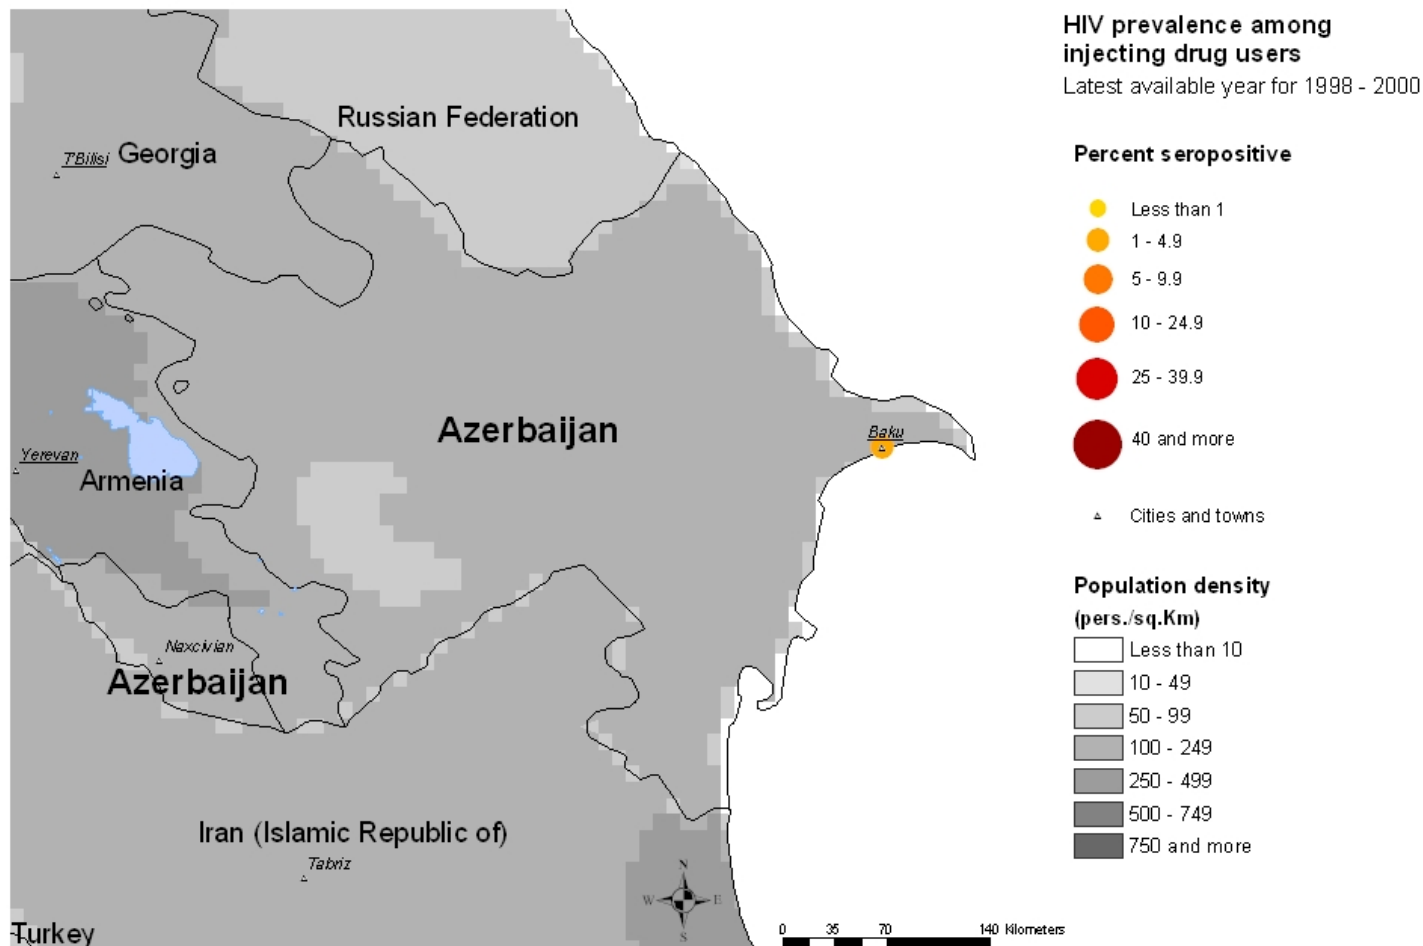 HIV prevalence among
injecting drug users
Latest available year for 1998 - 2000
Percent seropositive
Less than 1
1 - 4.9
5 - 9.9
10 - 24.9
25 - 39.9
40 and more
Cities and towns
Population density
(pers./sq.Km)
Less than 10
10 - 49
50 - 99
100 - 249
250 - 499
500 - 749
750 and more
Russian Federation
T'Bilisi
Georgia
Azerbaijan
Baku
Yerevan
Armenia
Naxcivian
Azerbaijan
Iran (Islamic Republic of)
Tabriz
Turkey
N
W E
S
0 35 70 140 Kilometers